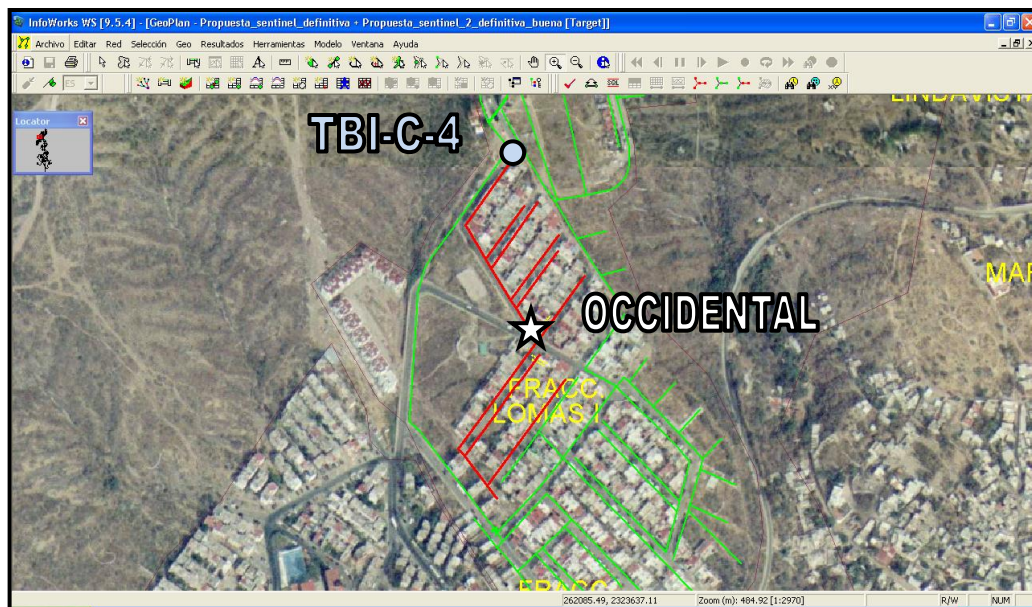 InfoWorks WS [9.5.4] - [GeoPlan - Propuesta_sentinel_definitiva + Propuesta_sentinel_2_definitiva_buena [Target]]
Archivo Editar Red Selección Geo Resultados Herramientas Modelo Ventana Ayuda
ES
Locator
TBI-C-4
OCCIDENTAL
FRACC.
LOMAS I
262085.49, 2323637.11 Zoom (m): 484.92 [1:2970] R/W NUM